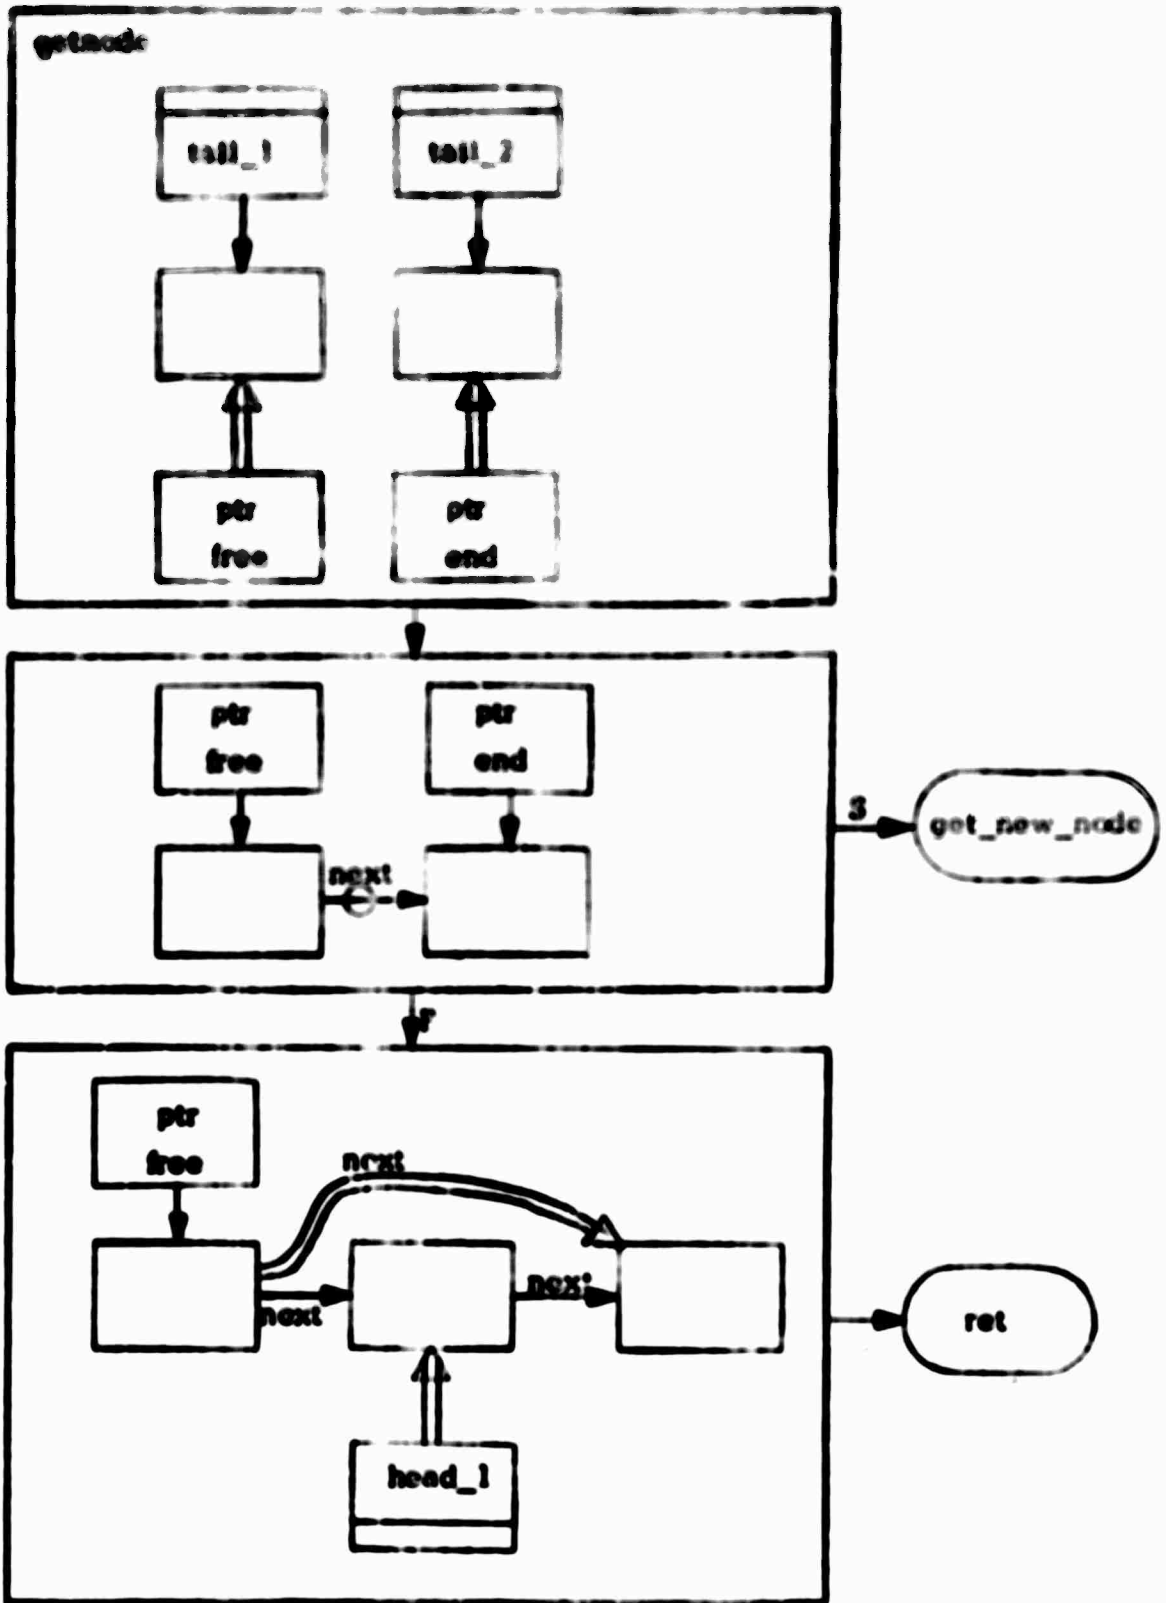 getnode
tail_1
tail_2
ptr
free
ptr
end
ptr
free
ptr
end
next
S
get_new_node
F
ptr
free
next
next
next
ret
head_1